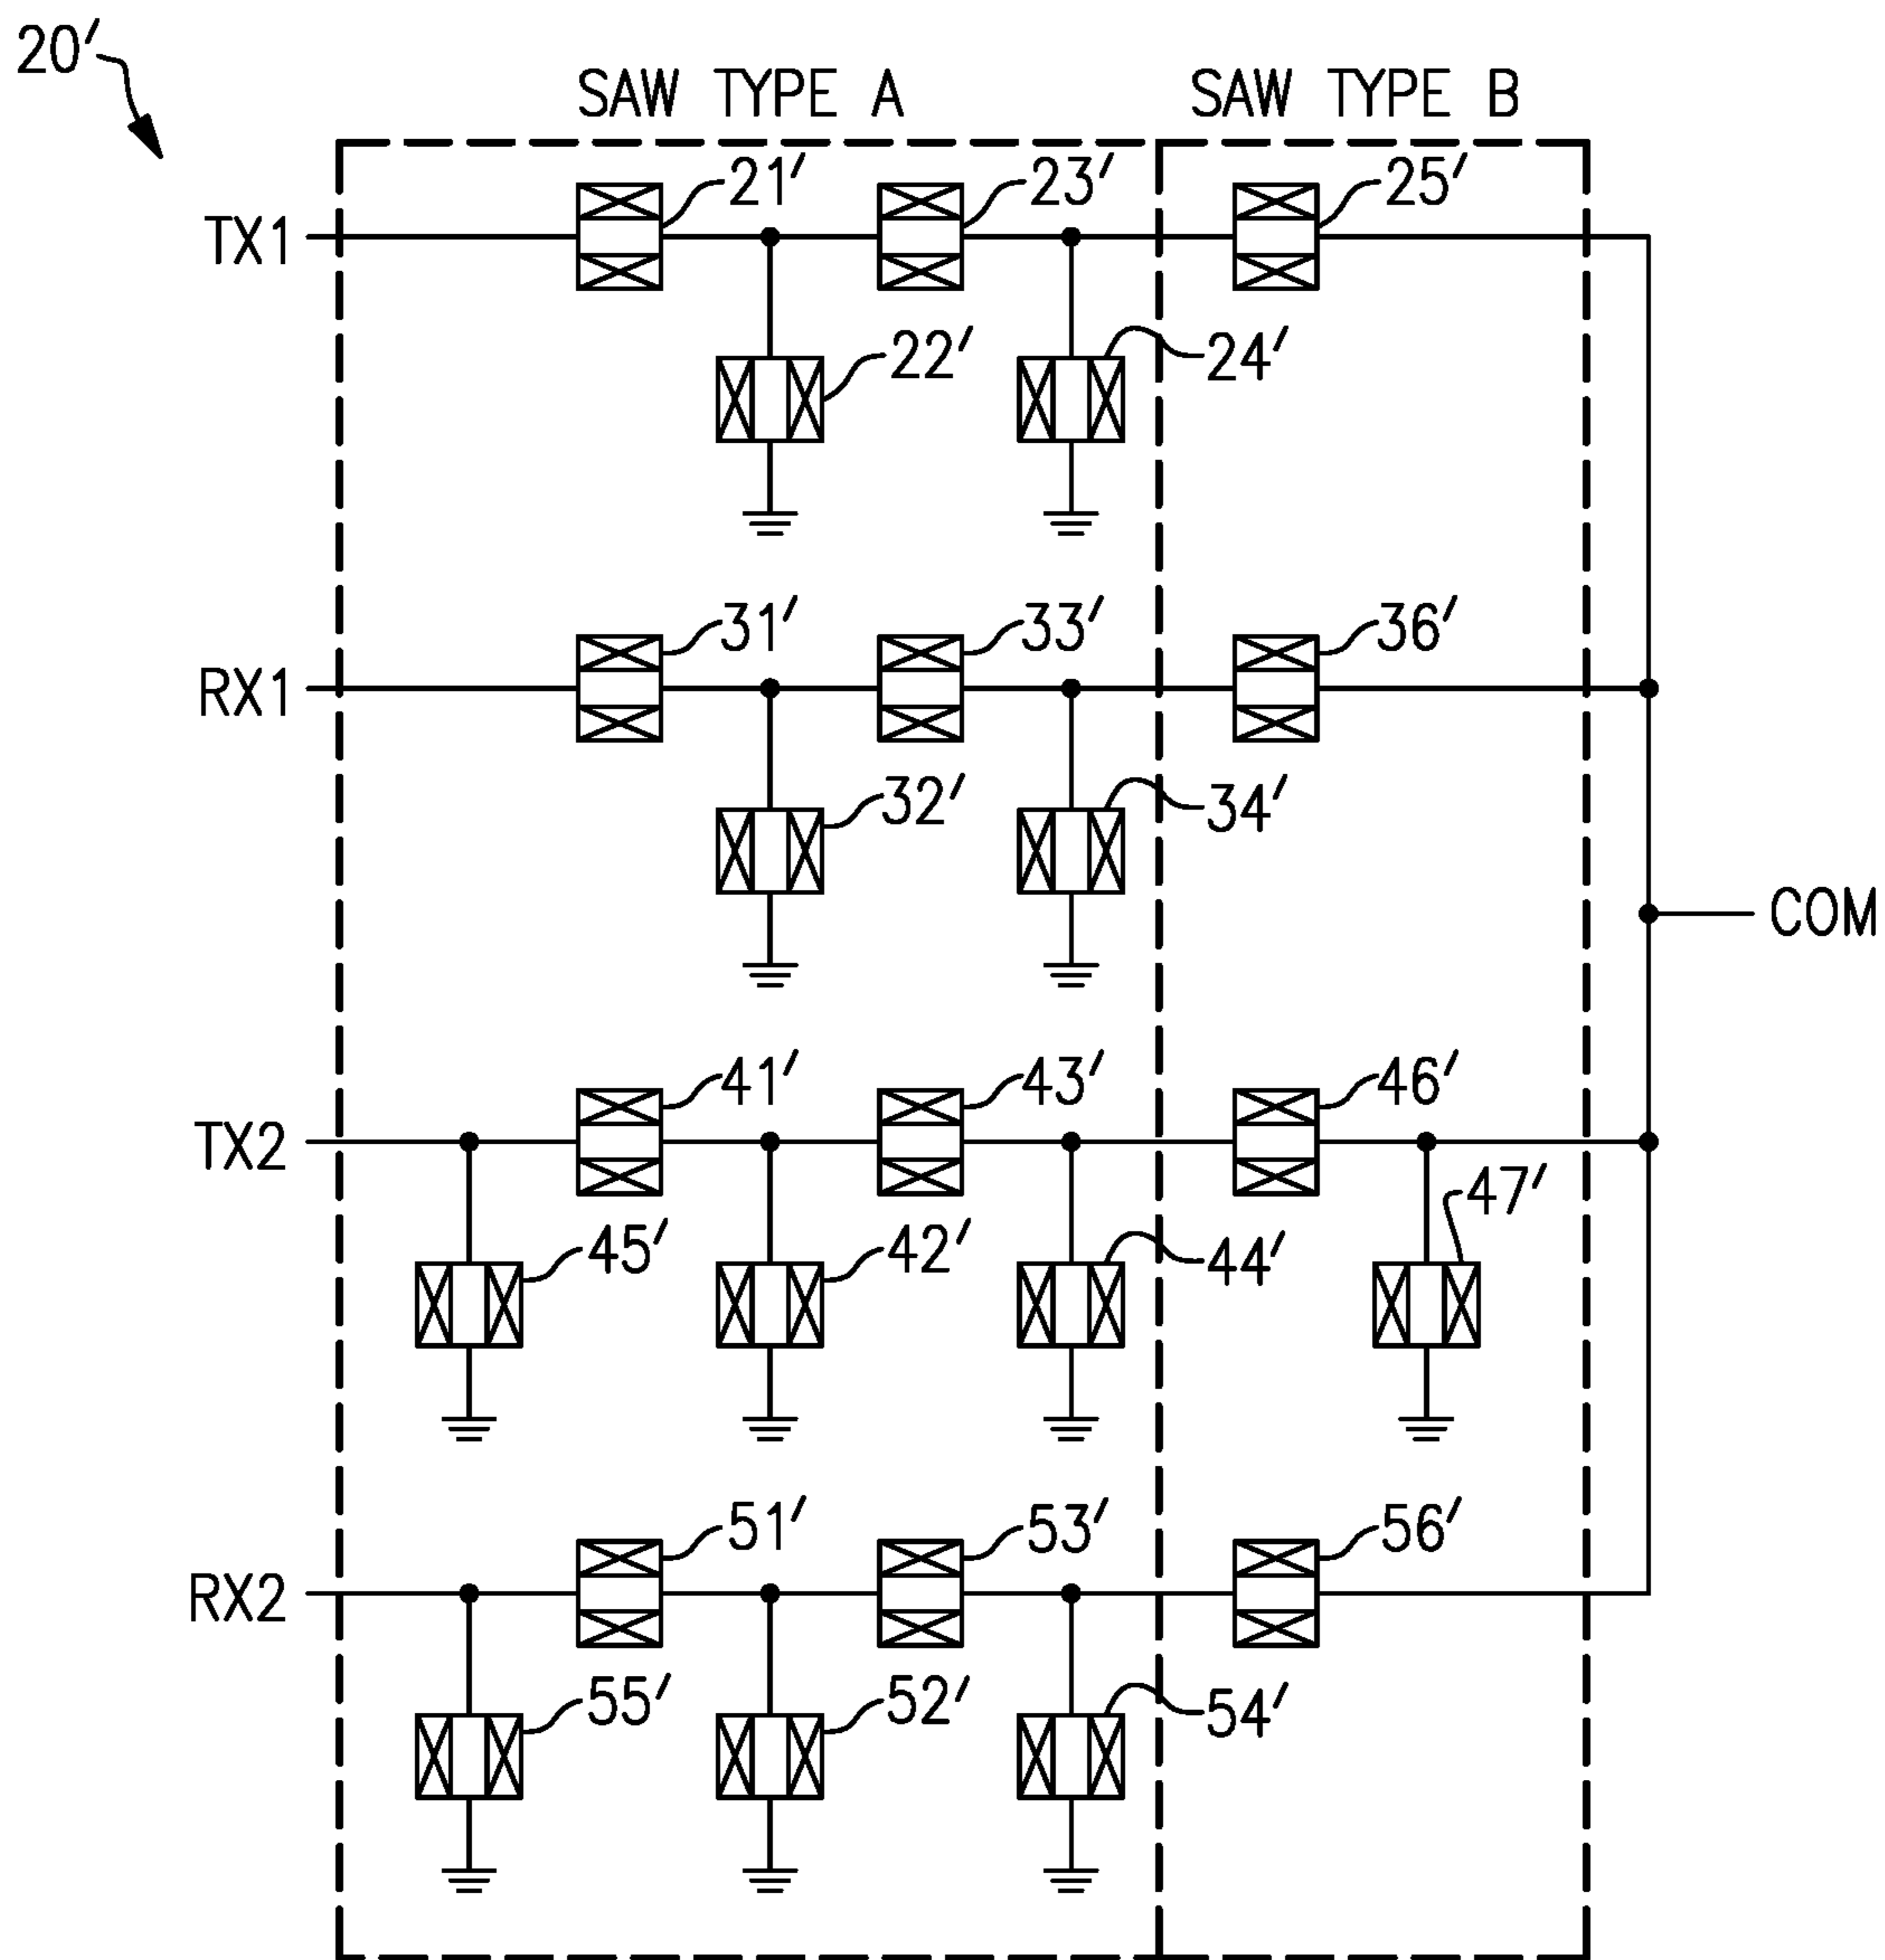 20′
SAW TYPE A SAW TYPE B
21′ 23′ 25′
TX1
22′ 24′
31′ 33′ 36′
RX1
32′ 34′
COM
41′ 43′ 46′
TX2
47′
45′ 42′ 44′
51′ 53′ 56′
RX2
55′ 52′ 54′